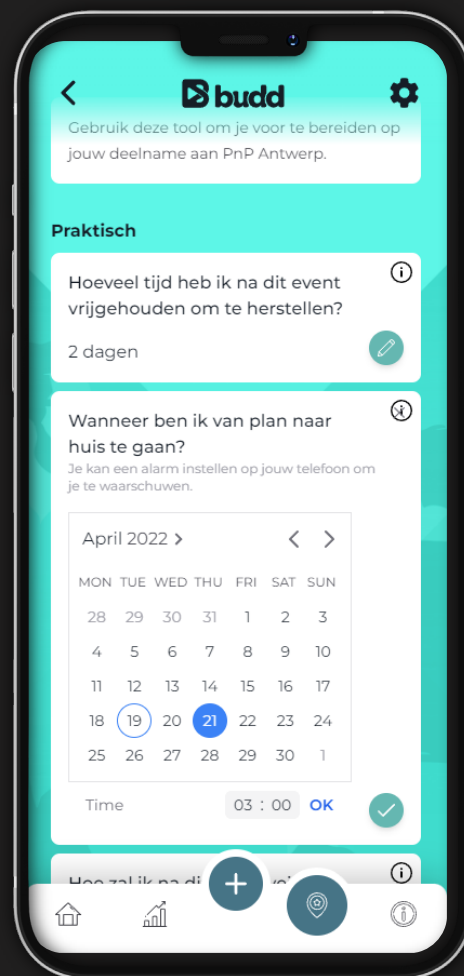 budd
Gebruik deze tool om je voor te bereiden op
jouw deelname aan PnP Antwerp.
Praktisch
Hoeveel tijd heb ik na dit event
vrijgehouden om te herstellen?
2 dagen
Wanneer ben ik van plan naar
huis te gaan?
Je kan een alarm instellen op jouw telefoon om
je te waarschuwen.
April 2022
MON TUE WED THU FRI SAT SUN
28 29 30 31 1 2 3
4 5 6 7 8 9 10
11 12 13 14 15 16 17
18 19 20 21 22 23 24
25 26 27 28 29 30 1
Time 03 : 00 OK
Hoe zal ik na di